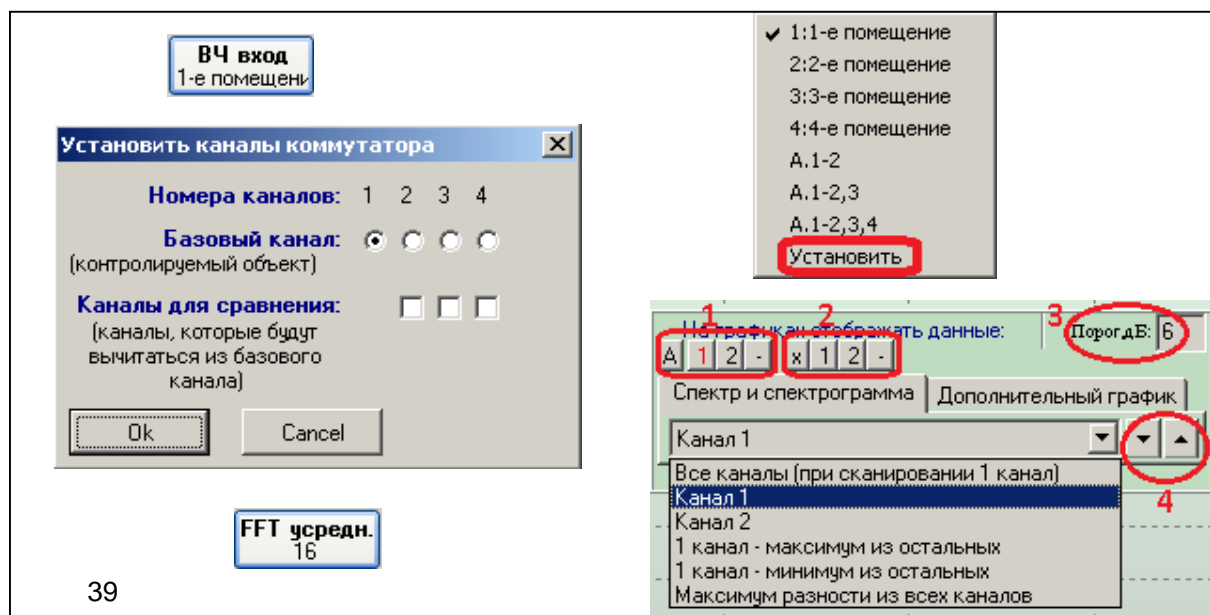 ВЧ вход
1-е помещени
Установить каналы коммутатора
Номера каналов: 1 2 3 4
Базовый канал:
(контролируемый объект)
Каналы для сравнения:
(каналы, которые будут
вычитаться из базового
канала)
Ok Cancel
FFT усредн.
16
39
1:1-е помещение
2:2-е помещение
3:3-е помещение
4:4-е помещение
А.1-2
А.1-2,3
А.1-2,3,4
Установить
1 2 3
На графиках отображать данные: Порог,дБ: 6
А 1 2 - x 1 2 -
Спектр и спектрограмма Дополнительный график
Канал 1
4
Все каналы (при сканировании 1 канал)
Канал 1
Канал 2
1 канал - максимум из остальных
1 канал - минимум из остальных
Максимум разности из всех каналов